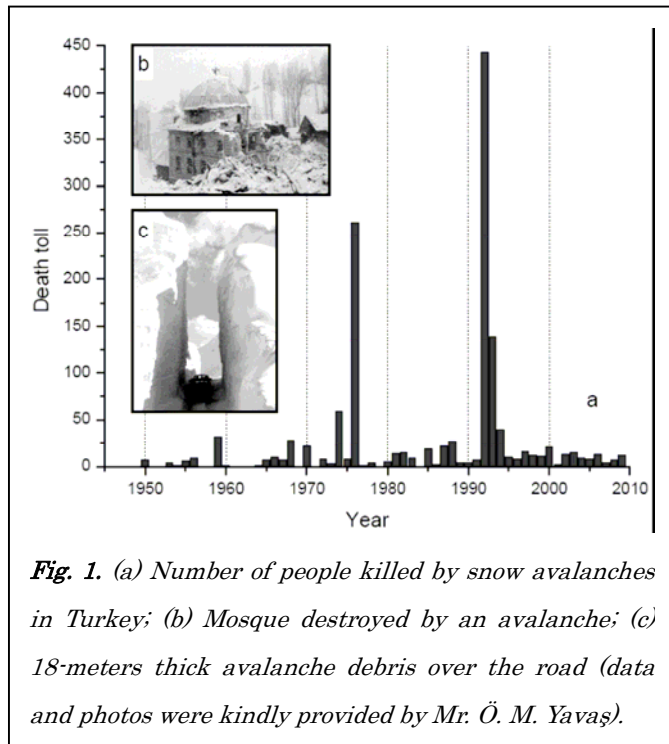 450
400
350
300
250
200
150
100
50
0
Death toll
b
c
a
1950 1960 1970 1980 1990 2000 2010
Year
Fig. 1. (a) Number of people killed by snow avalanches
in Turkey; (b) Mosque destroyed by an avalanche; (c)
18-meters thick avalanche debris over the road (data
and photos were kindly provided by Mr. Ö. M. Yavaş).